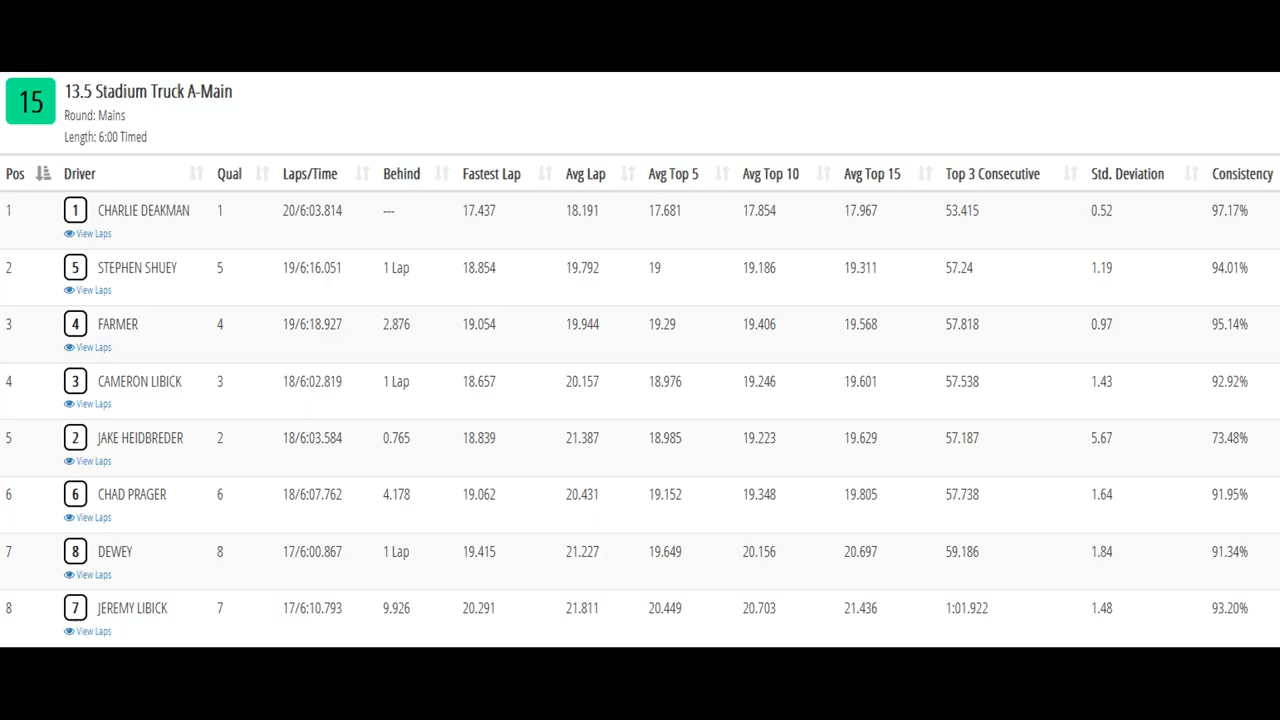 15
13.5 Stadium Truck A-Main
Round: Mains
Length: 6:00 Timed
Pos Driver Qual Laps/Time Behind Fastest Lap Avg Lap Avg Top 5 Avg Top 10 Avg Top 15 Top 3 Consecutive Std. Deviation Consistency
1 1 CHARLIE DEAKMAN 1 20/6:03.814 --- 17.437 18.191 17.681 17.854 17.967 53.415 0.52 97.17%
View Laps
2 5 STEPHEN SHUEY 5 19/6:16.051 1 Lap 18.854 19.792 19 19.186 19.311 57.24 1.19 94.01%
View Laps
3 4 FARMER 4 19/6:18.927 2.876 19.054 19.944 19.29 19.406 19.568 57.818 0.97 95.14%
View Laps
4 3 CAMERON LIBICK 3 18/6:02.819 1 Lap 18.657 20.157 18.976 19.246 19.601 57.538 1.43 92.92%
View Laps
5 2 JAKE HEIDBREDER 2 18/6:03.584 0.765 18.839 21.387 18.985 19.223 19.629 57.187 5.67 73.48%
View Laps
6 6 CHAD PRAGER 6 18/6:07.762 4.178 19.062 20.431 19.152 19.348 19.805 57.738 1.64 91.95%
View Laps
7 8 DEWEY 8 17/6:00.867 1 Lap 19.415 21.227 19.649 20.156 20.697 59.186 1.84 91.34%
View Laps
8 7 JEREMY LIBICK 7 17/6:10.793 9.926 20.291 21.811 20.449 20.703 21.436 1:01.922 1.48 93.20%
View Laps